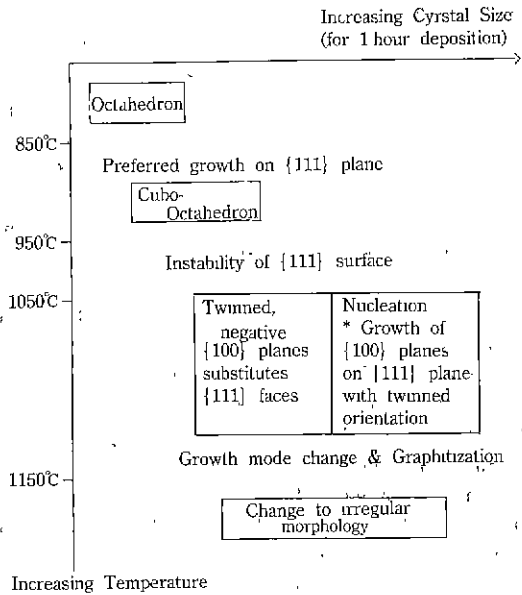 Increasing Cyrstal Size
(for 1 hour deposition)
Octahedron
850℃
Preferred growth on {111} plane
Cubo-
Octahedron
950℃
Instability of {111} surface
1050℃
Twinned,
negative
{100} planes
substitutes
{111] faces
Nucleation
* Growth of
{100} planes
on |111} plane
with twinned
orientation
Growth mode change & Graphitization
1150℃
Change to irregular
morphology
Increasing Temperature